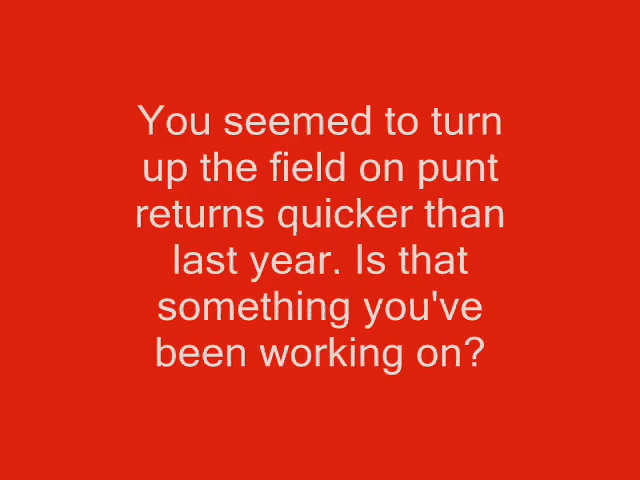 You seemed to turn
up the field on punt
returns quicker than
last year. Is that
something you've
been working on?